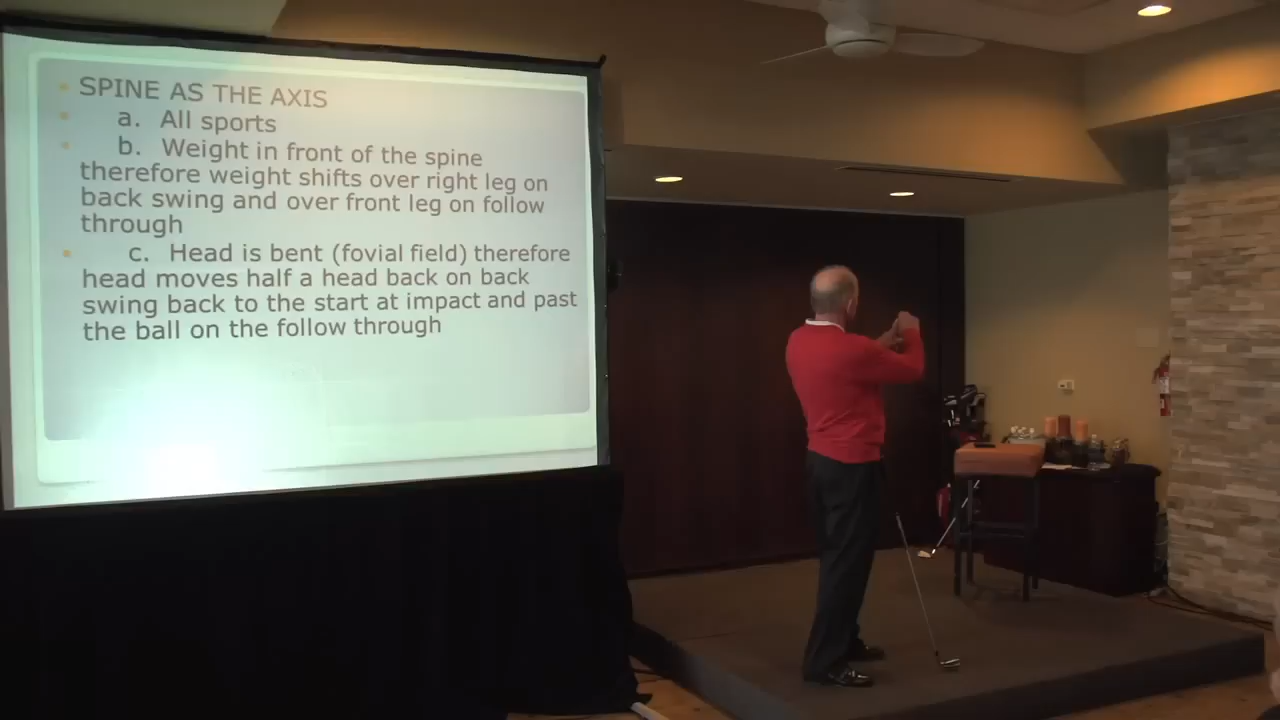 SPINE AS THE AXIS
a. All sports
b. Weight in front of the spine
therefore weight shifts over right leg on
back swing and over front leg on follow
through
c. Head is bent (fovial field) therefore
head moves half a head back on back
swing back to the start at impact and past
the ball on the follow through